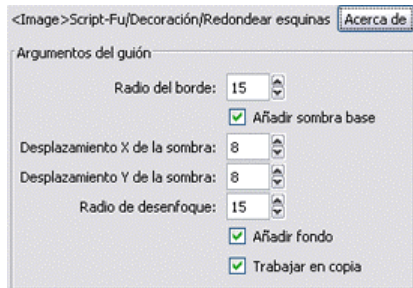 <Image>Script-Fu/Decoración/Redondear esquinas Acerca de
Argumentos del guión
Radio del borde: 15
Añadir sombra base
Desplazamiento X de la sombra: 8
Desplazamiento Y de la sombra: 8
Radio de desenfoque: 15
Añadir fondo
Trabajar en copia